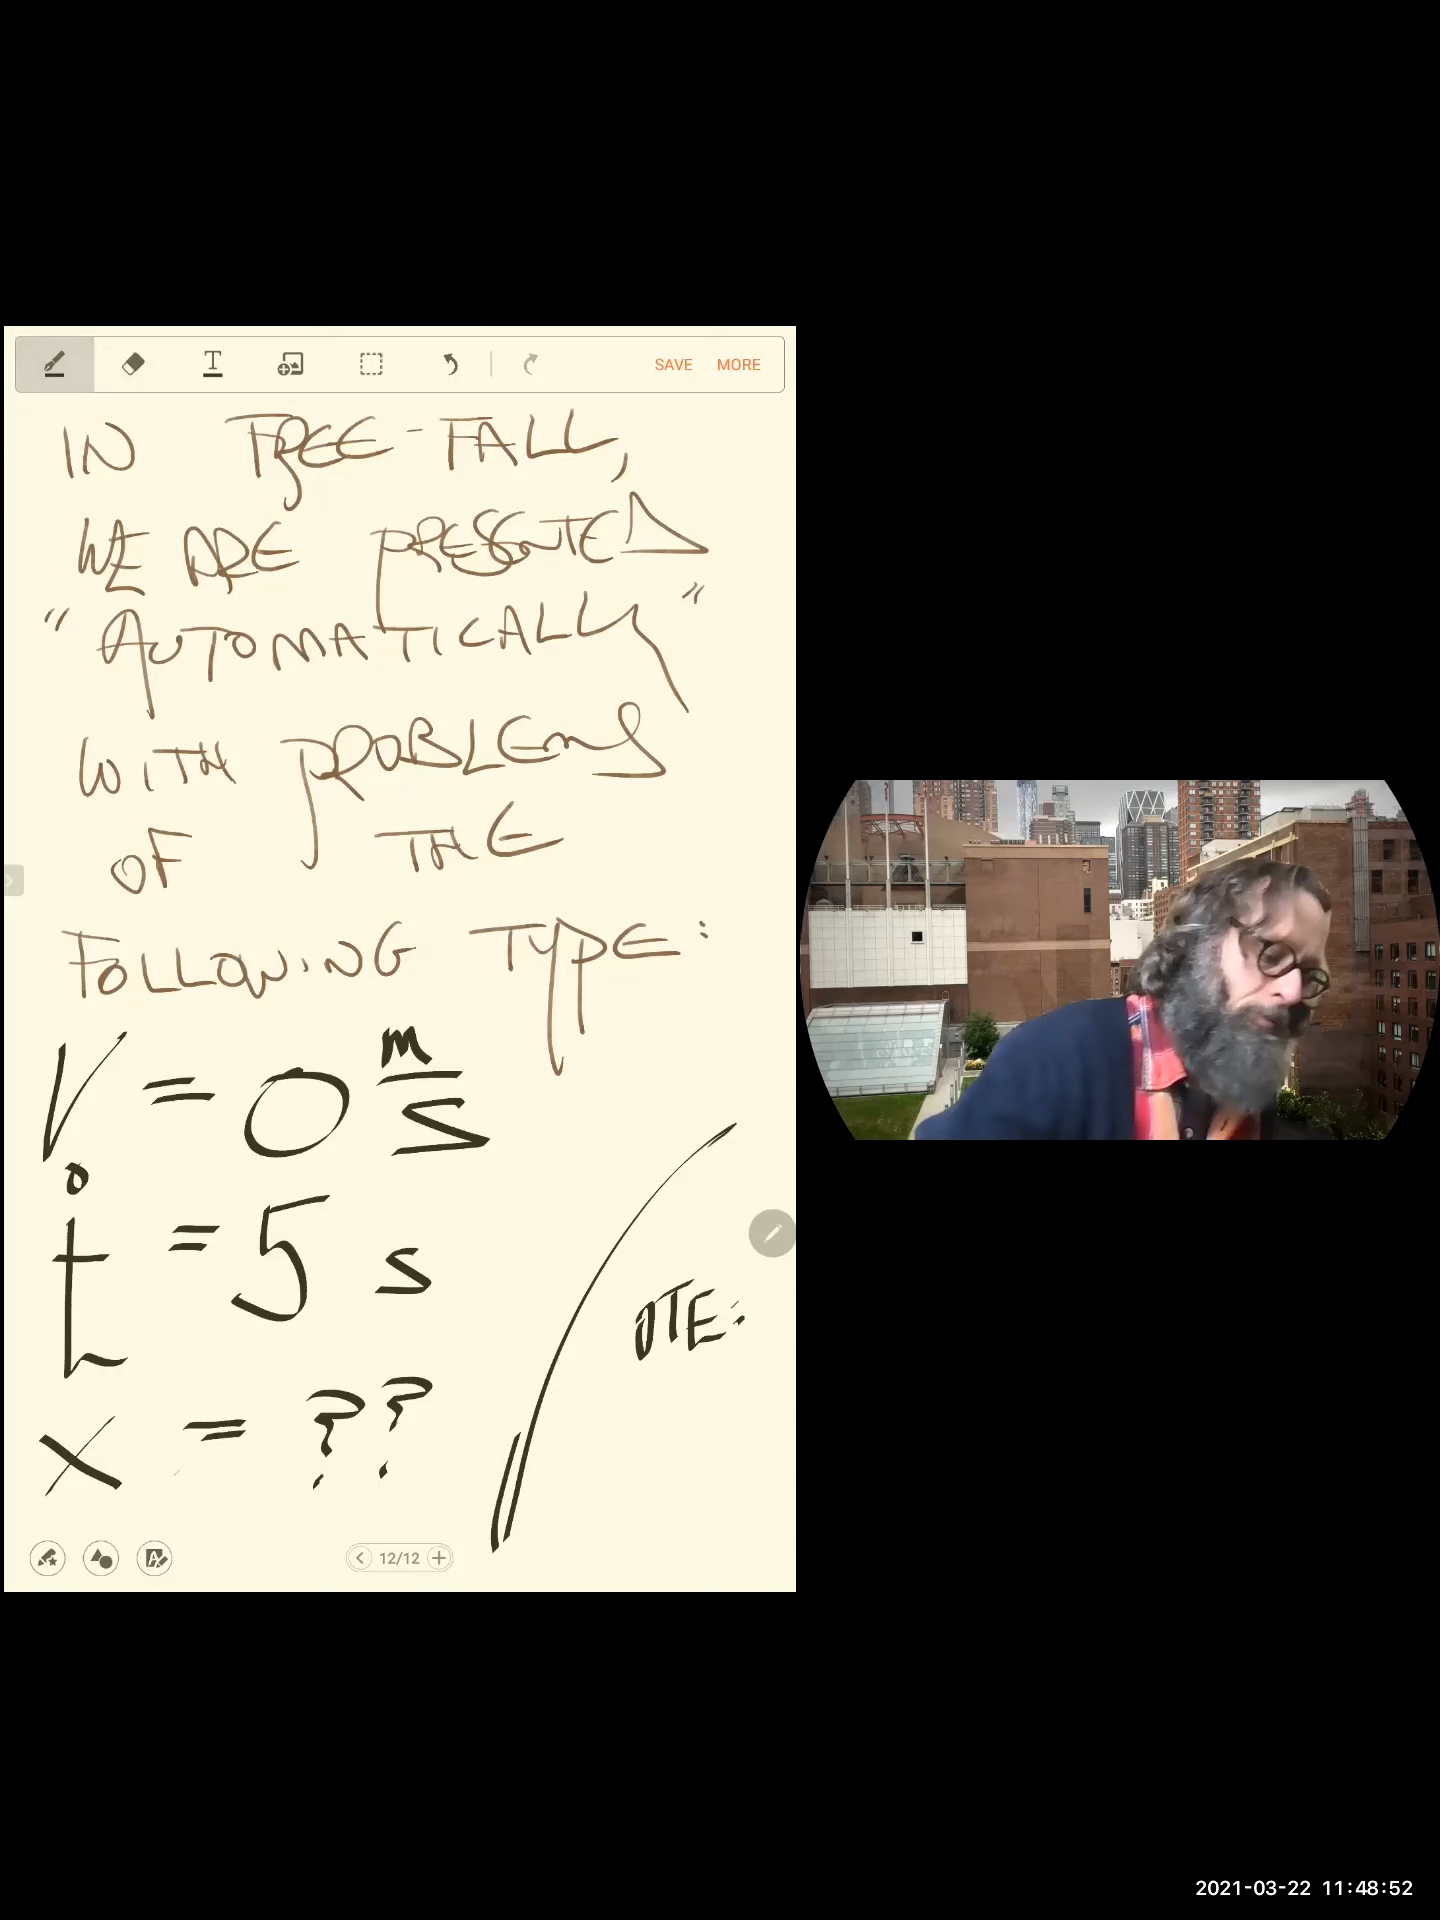 SAVE MORE
IN FREE-FALL,
WE ARE PRESENTED
"AUTOMATICALLY"
WITH PROBLEMS
OF THE
FOLLOWING TYPE:
V₀ = 0 m/s
t = 5 s
OTE:
x = ??
12/12
2021-03-22 11:48:52